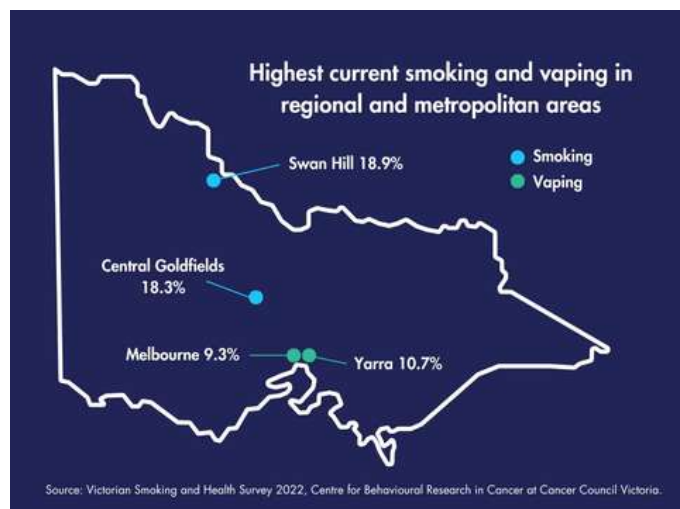 Highest current smoking and vaping in
regional and metropolitan areas
Smoking
Vaping
Swan Hill 18.9%
Central Goldfields
18.3%
Melbourne 9.3%
Yarra 10.7%
Source: Victorian Smoking and Health Survey 2022, Centre for Behavioural Research in Cancer at Cancer Council Victoria.